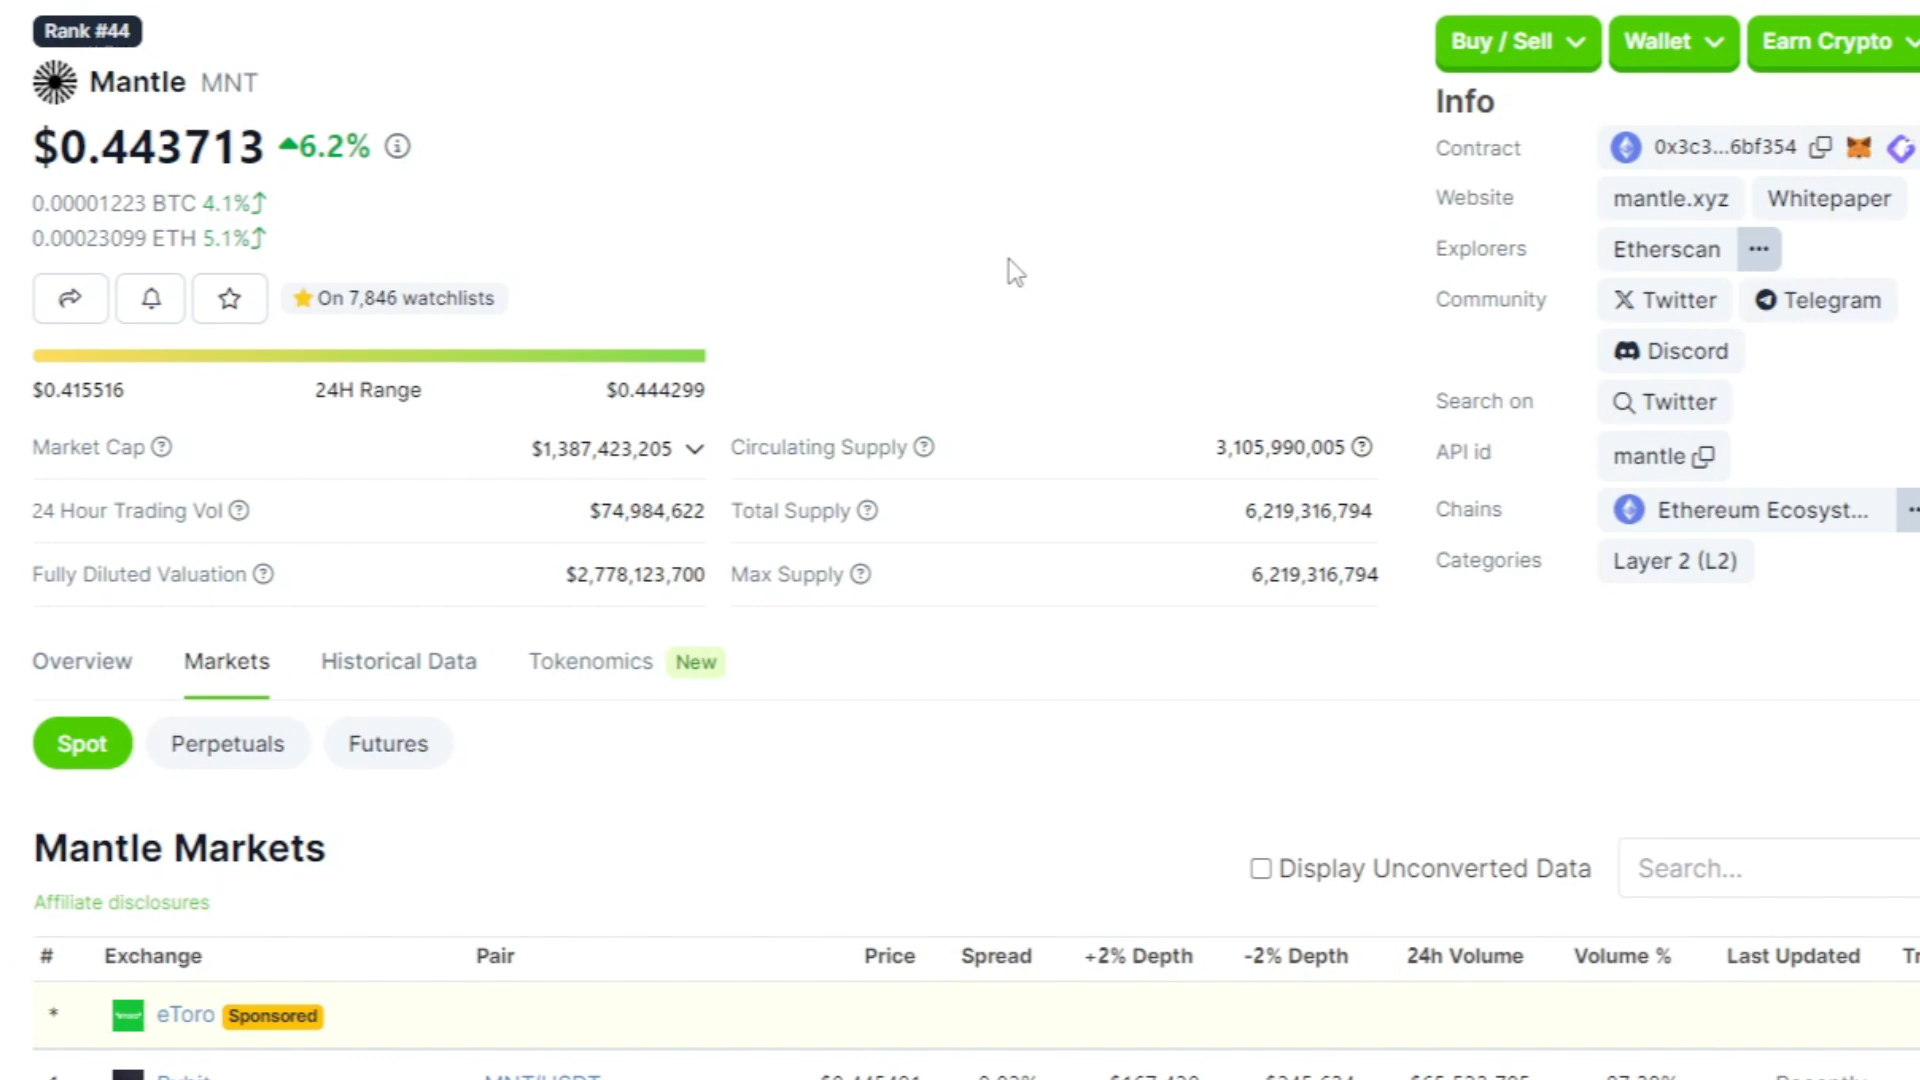 Rank #44
Mantle MNT
$0.443713 6.2%
0.00001223 BTC 4.1%
0.00023099 ETH 5.1%
On 7,846 watchlists
$0.415516 24H Range $0.444299
Market Cap $1,387,423,205
24 Hour Trading Vol $74,984,622
Fully Diluted Valuation $2,778,123,700
Circulating Supply 3,105,990,005
Total Supply 6,219,316,794
Max Supply 6,219,316,794
Buy / Sell Wallet Earn Crypto
Info
Contract 0x3c3...6bf354
Website mantle.xyz Whitepaper
Explorers Etherscan
Community Twitter Telegram
Discord
Search on Twitter
API id mantle
Chains Ethereum Ecosyst...
Categories Layer 2 (L2)
Overview Markets Historical Data Tokenomics New
Spot Perpetuals Futures
Mantle Markets
Display Unconverted Data Search...
Affiliate disclosures
# Exchange Pair Price Spread +2% Depth -2% Depth 24h Volume Volume % Last Updated
* eToro Sponsored